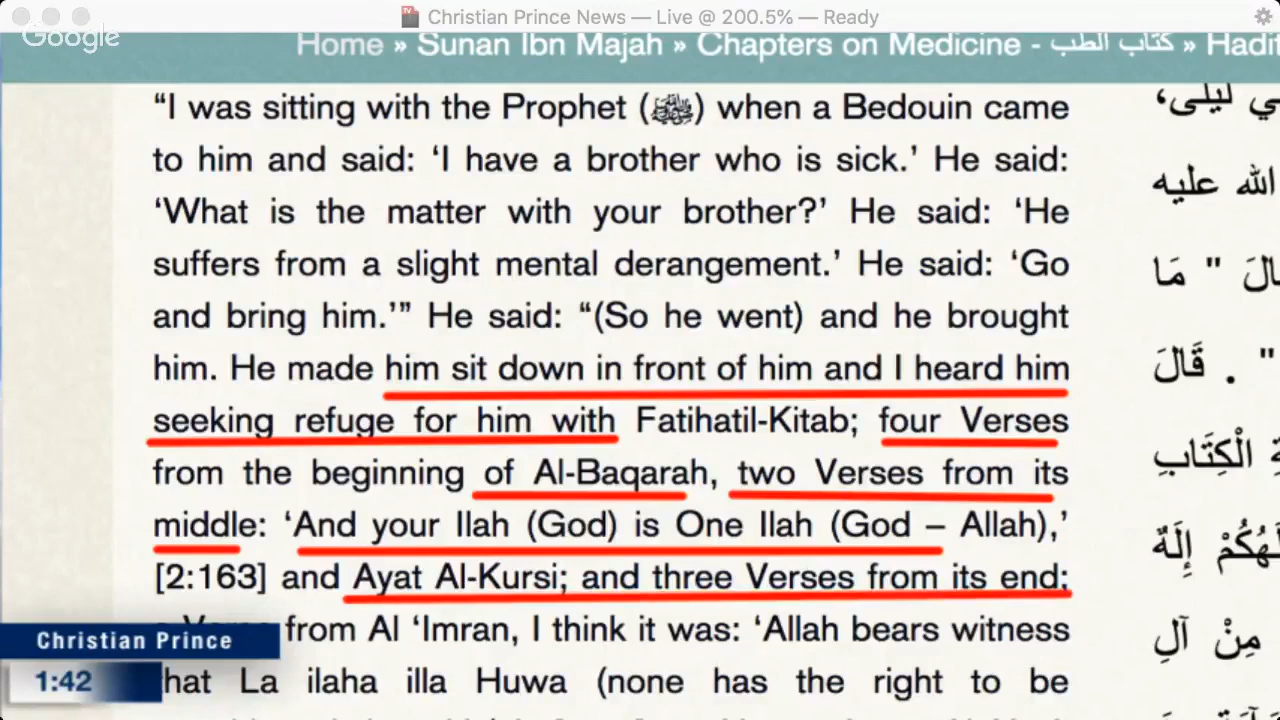 Christian Prince News — Live @ 200.5% — Ready
Google
Home » Sunan Ibn Majah » Chapters on Medicine - كتاب الطب » Hadit
“I was sitting with the Prophet (ﷺ) when a Bedouin came
to him and said: ‘I have a brother who is sick.’ He said:
‘What is the matter with your brother?’ He said: ‘He
suffers from a slight mental derangement.’ He said: ‘Go
and bring him.’” He said: “(So he went) and he brought
him. He made him sit down in front of him and I heard him
seeking refuge for him with Fatihatil-Kitab; four Verses
from the beginning of Al-Baqarah, two Verses from its
middle: ‘And your Ilah (God) is One Ilah (God – Allah),’
[2:163] and Ayat Al-Kursi; and three Verses from its end;
a Verse from Al ‘Imran, I think it was: ‘Allah bears witness
that La ilaha illa Huwa (none has the right to be
ي لَيْلَى،
الله عليه
قَالَ " مَا
" . قَالَ
الْكِتَابِ
لَهُكُمْ إِلَهٌ
مِنْ آلِ
Christian Prince
1:42